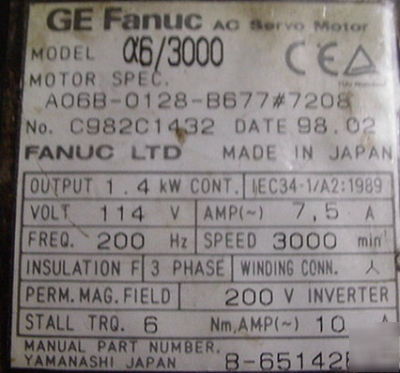 GE Fanuc AC Servo Motor
MODEL α6/3000 CE
MOTOR SPEC.
A06B-0128-B677#7208
No. C982C1432 DATE 98.02
FANUC LTD MADE IN JAPAN
OUTPUT 1.4 kW CONT. IEC34-1/A2:1989
VOLT 114 V AMP(~) 7,5 A
FREQ. 200 Hz SPEED 3000 min⁻¹
INSULATION F 3 PHASE WINDING CONN. 人
PERM. MAG. FIELD 200 V INVERTER
STALL TRQ. 6 Nm, AMP(~) 10 A
MANUAL PART NUMBER.
YAMANASHI JAPAN B-65142